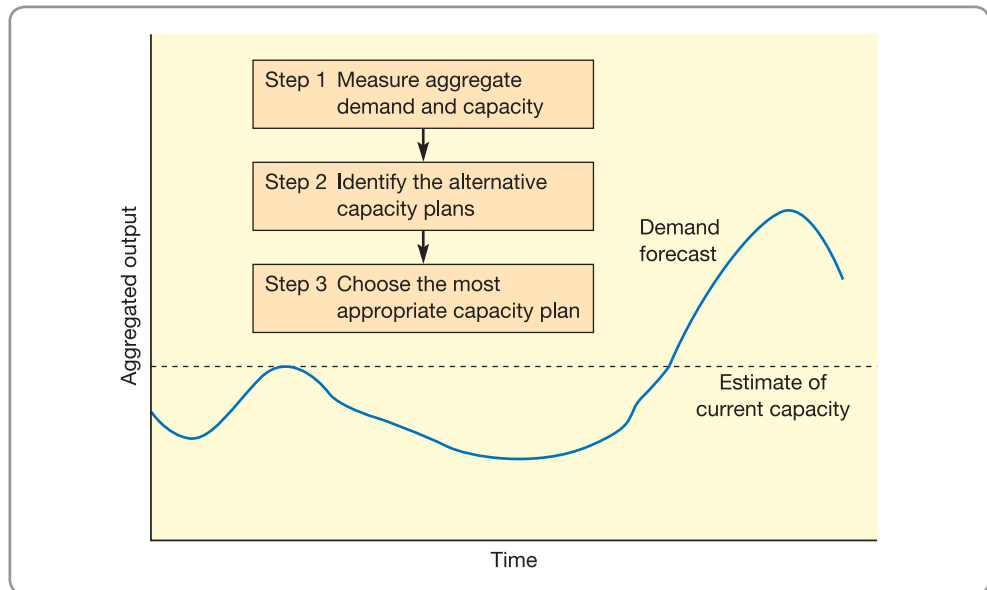 Step 1 Measure aggregate
demand and capacity
Step 2 Identify the alternative
capacity plans
Step 3 Choose the most
appropriate capacity plan
Demand
forecast
Estimate of
current capacity
Aggregated output
Time